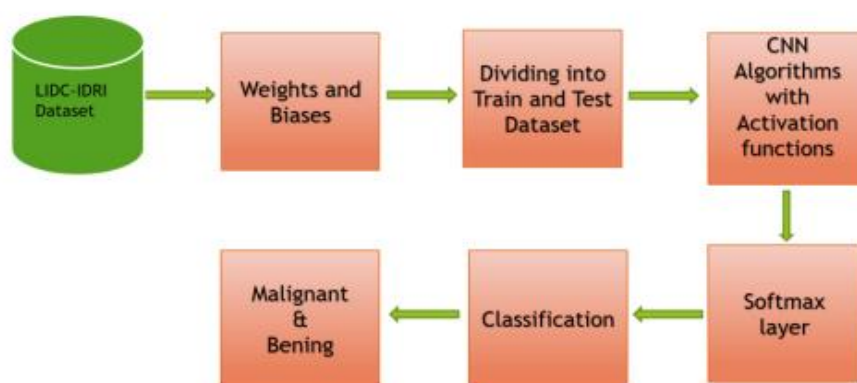 LIDC-IDRI
Dataset
Weights and
Biases
Dividing into
Train and Test
Dataset
CNN
Algorithms
with
Activation
functions
Softmax
layer
Classification
Malignant
&
Bening